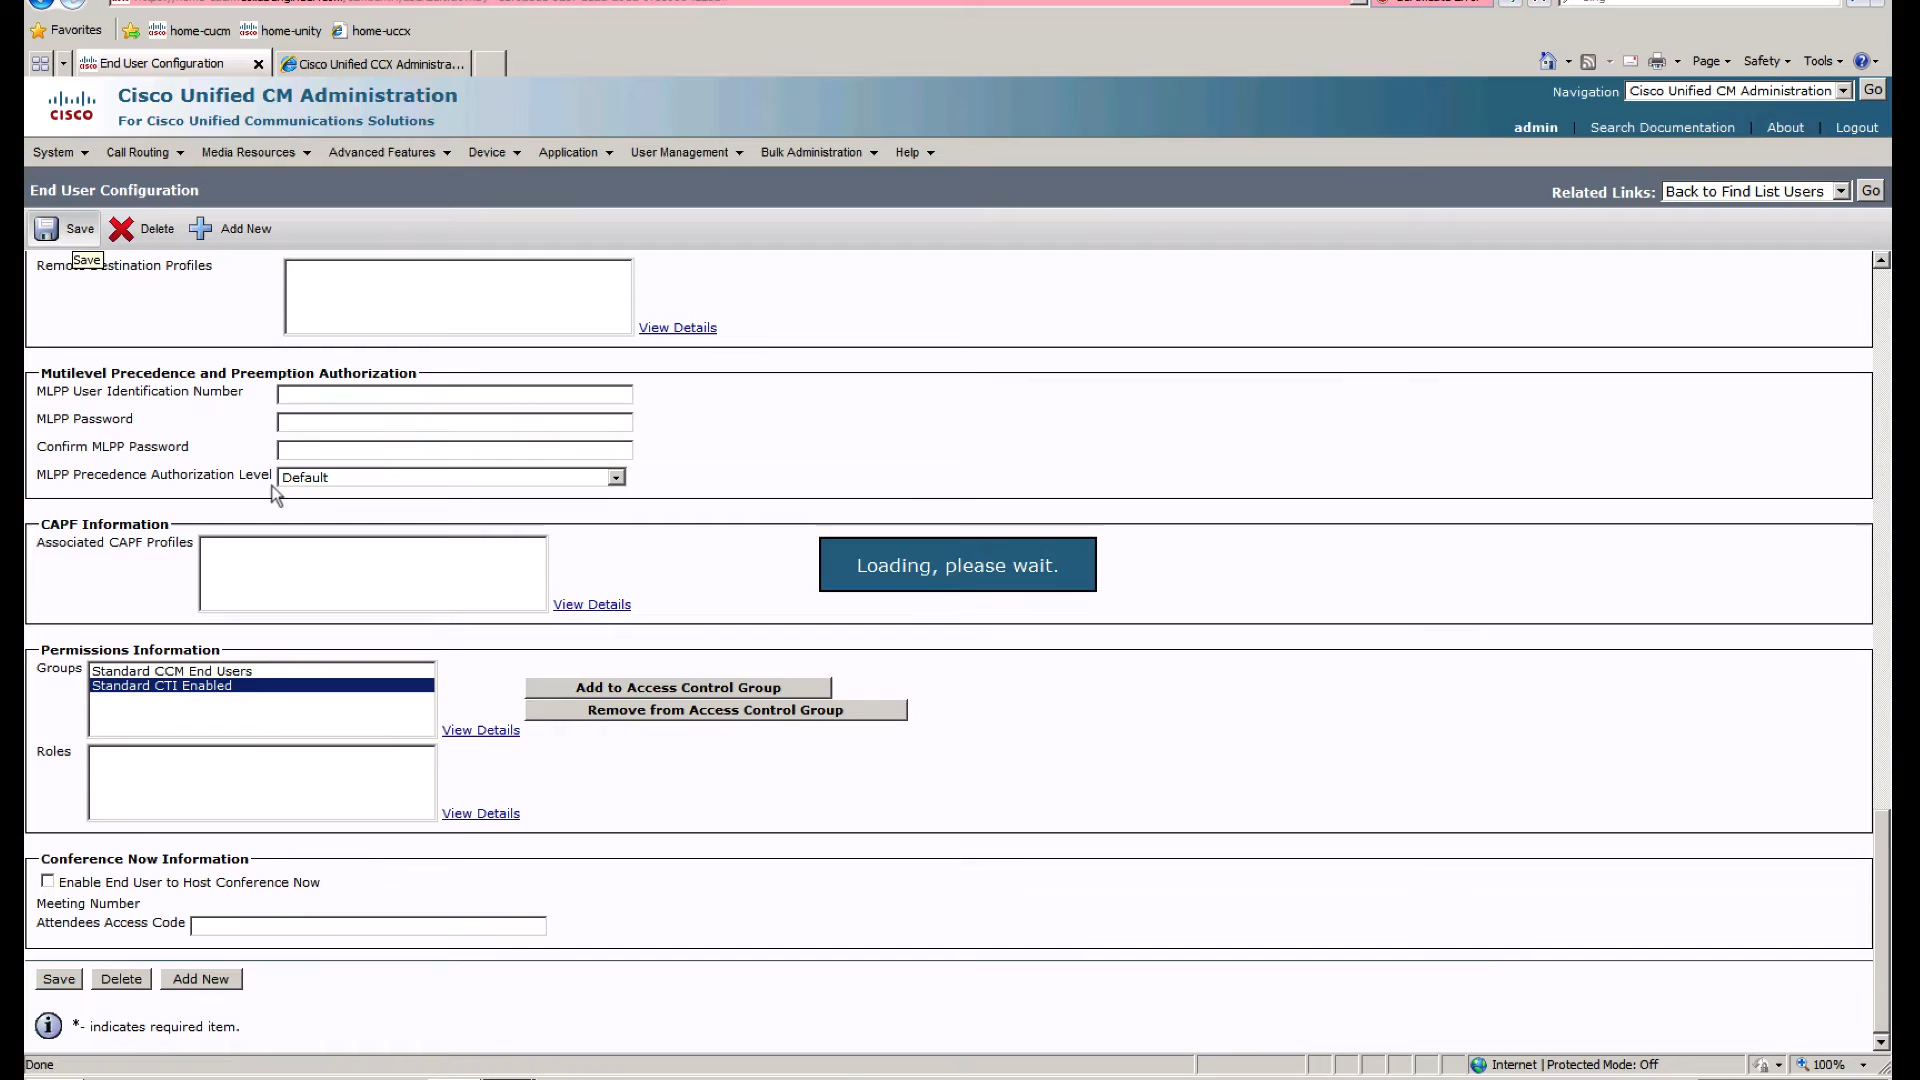 Favorites home-cucm home-unity home-uccx
End User Configuration Cisco Unified CCX Administra... Page Safety Tools
CISCO
Cisco Unified CM Administration
For Cisco Unified Communications Solutions
Navigation Cisco Unified CM Administration Go
admin Search Documentation About Logout
System Call Routing Media Resources Advanced Features Device Application User Management Bulk Administration Help
End User Configuration
Related Links: Back to Find List Users Go
Save Delete Add New
Save
Remo estination Profiles
View Details
Mutilevel Precedence and Preemption Authorization
MLPP User Identification Number
MLPP Password
Confirm MLPP Password
MLPP Precedence Authorization Level Default
CAPF Information
Associated CAPF Profiles
View Details
Loading, please wait.
Permissions Information
Groups Standard CCM End Users
Standard CTI Enabled
Add to Access Control Group
Remove from Access Control Group
View Details
Roles
View Details
Conference Now Information
Enable End User to Host Conference Now
Meeting Number
Attendees Access Code
Save Delete Add New
i *- indicates required item.
Done Internet | Protected Mode: Off 100%